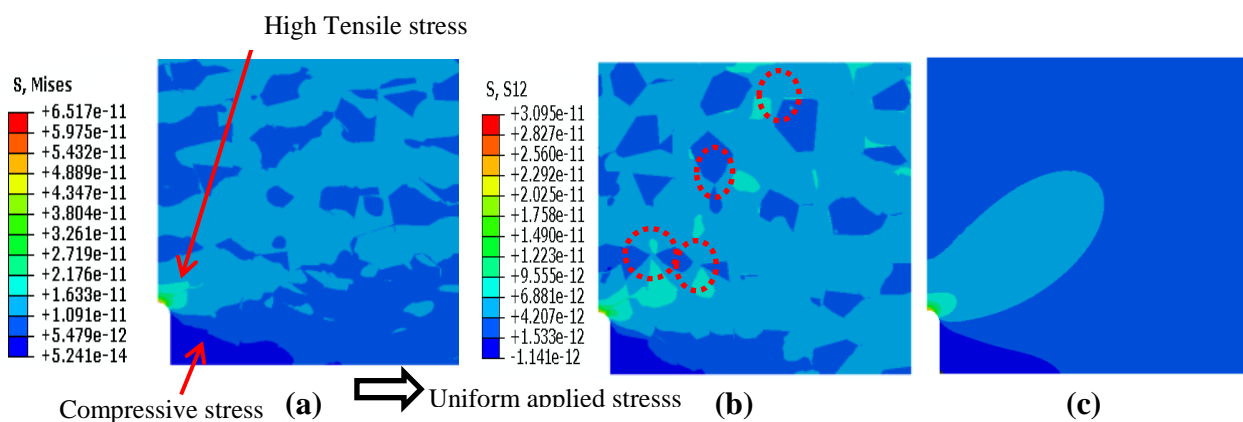 High Tensile stress
S, Mises
+6.517e-11
+5.975e-11
+5.432e-11
+4.889e-11
+4.347e-11
+3.804e-11
+3.261e-11
+2.719e-11
+2.176e-11
+1.633e-11
+1.091e-11
+5.479e-12
+5.241e-14
S, S12
+3.095e-11
+2.827e-11
+2.560e-11
+2.292e-11
+2.025e-11
+1.758e-11
+1.490e-11
+1.223e-11
+9.555e-12
+6.881e-12
+4.207e-12
+1.533e-12
-1.141e-12
Compressive stress
(a)
Uniform applied stresss
(b)
(c)